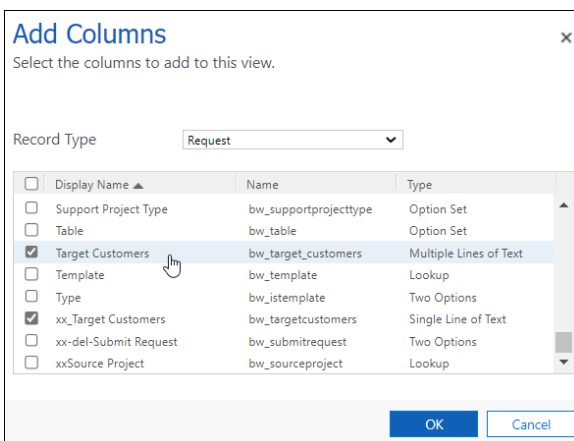 Add Columns
Select the columns to add to this view.
Record Type Request
Display Name Name Type
Support Project Type bw_supportprojecttype Option Set
Table bw_table Option Set
Target Customers bw_target_customers Multiple Lines of Text
Template bw_template Lookup
Type bw_istemplate Two Options
xx_Target Customers bw_targetcustomers Single Line of Text
xx-del-Submit Request bw_submitrequest Two Options
xxSource Project bw_sourceproject Lookup
OK Cancel